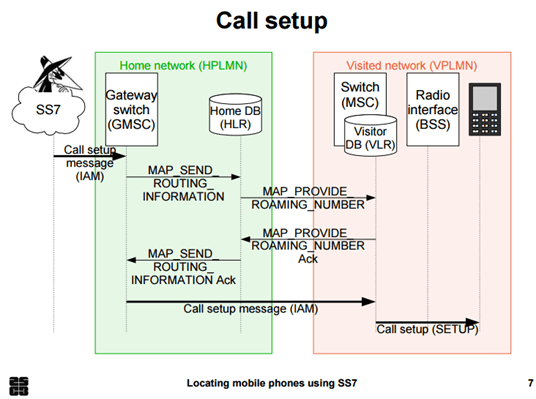 Call setup
Home network (HPLMN)
Visited network (VPLMN)
SS7
Gateway
switch
(GMSC)
Home DB
(HLR)
Switch
(MSC)
Visitor
DB (VLR)
Radio
interface
(BSS)
Call setup
message
(IAM)
MAP_SEND_
ROUTING_
INFORMATION
MAP_PROVIDE_
ROAMING_NUMBER
MAP_PROVIDE_
ROAMING_NUMBER
Ack
MAP_SEND_
ROUTING_
INFORMATION Ack
Call setup message (IAM)
Call setup (SETUP)
Locating mobile phones using SS7
7